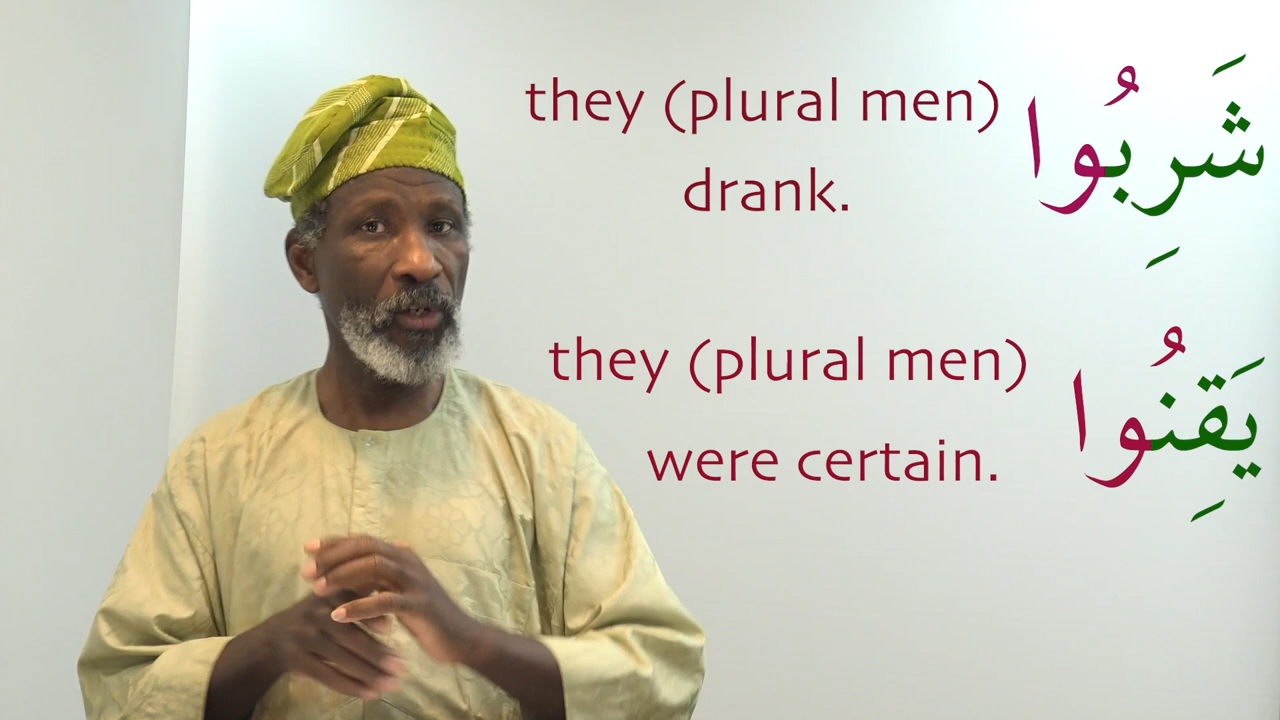 they (plural men)
drank.
شَرِبُوا
they (plural men)
were certain.
يَقِنُوا